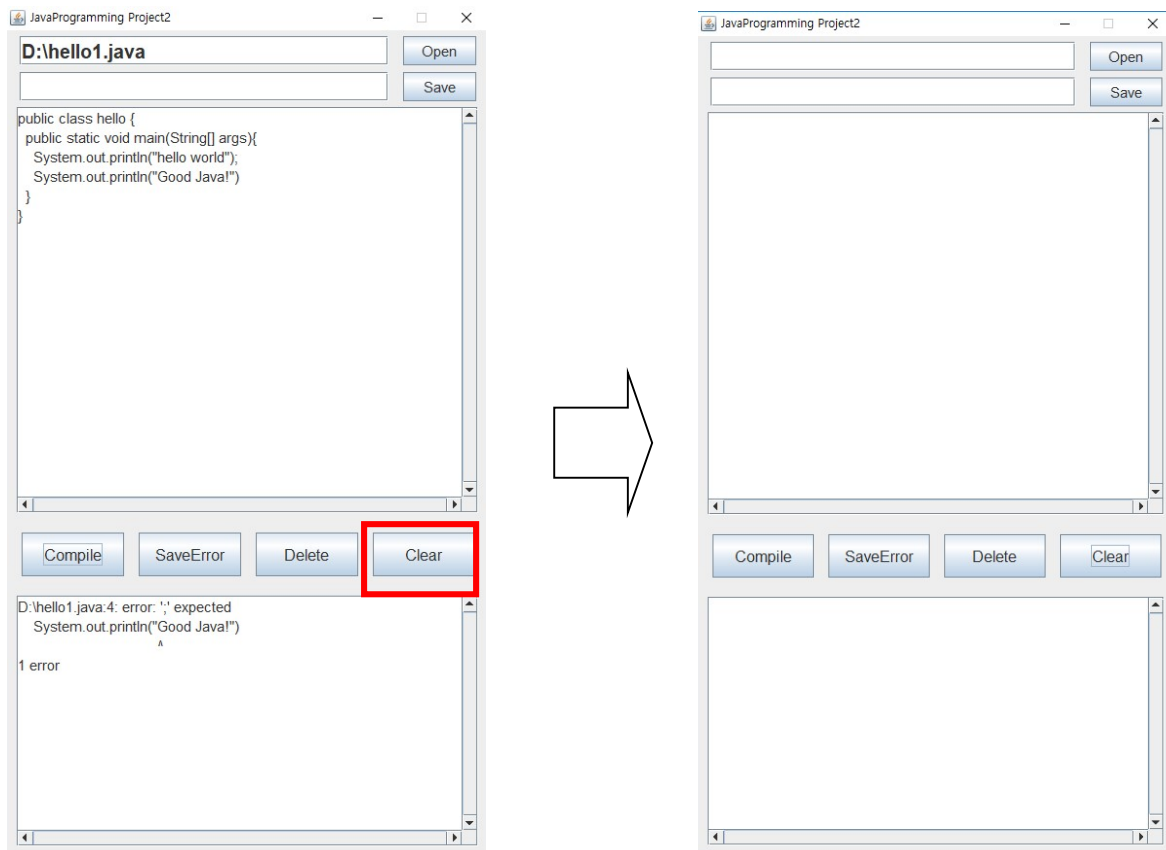 JavaProgramming Project2
D:\hello1.java
Open
Save
public class hello {
  public static void main(String[] args){
    System.out.println("hello world");
    System.out.println("Good Java!")
  }
}
Compile
SaveError
Delete
Clear
D:\hello1.java:4: error: ';' expected
    System.out.println("Good Java!")
                                   ^
1 error
JavaProgramming Project2
Open
Save
Compile
SaveError
Delete
Clear